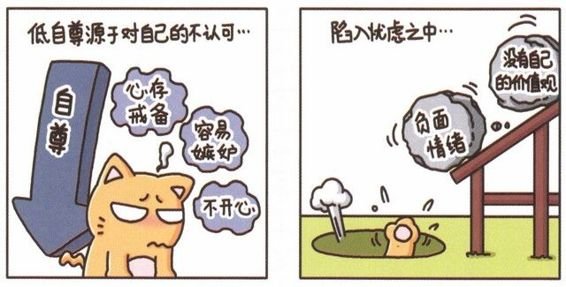 低自尊源于对自己的不认可…
自尊
心存
戒备
容易
嫉妒
不开心
陷入忧虑之中…
没有自己
的价值观
负面
情绪